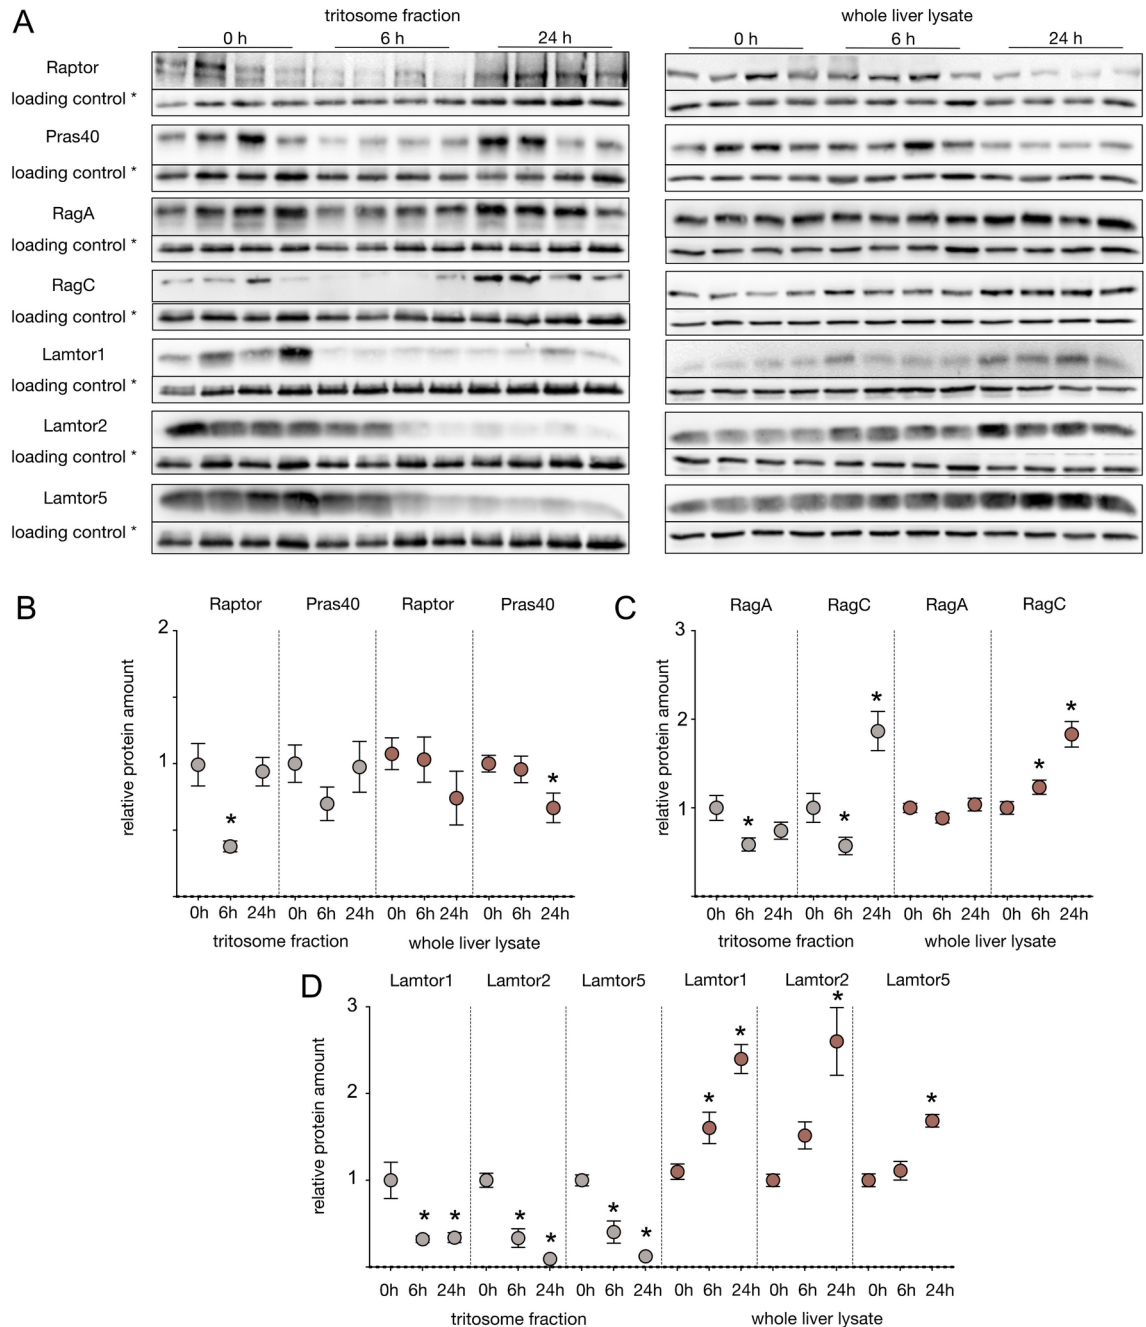 A
tritosome fraction
whole liver lysate
0 h 6 h 24 h
0 h 6 h 24 h
Raptor
loading control *
Pras40
loading control *
RagA
loading control *
RagC
loading control *
Lamtor1
loading control *
Lamtor2
loading control *
Lamtor5
loading control *
B
Raptor Pras40 Raptor Pras40
relative protein amount
2
1
*
*
0h 6h 24h 0h 6h 24h 0h 6h 24h 0h 6h 24h
tritosome fraction whole liver lysate
C
RagA RagC RagA RagC
relative protein amount
3
2
1
* * * * *
0h 6h 24h 0h 6h 24h 0h 6h 24h 0h 6h 24h
tritosome fraction whole liver lysate
D
Lamtor1 Lamtor2 Lamtor5 Lamtor1 Lamtor2 Lamtor5
relative protein amount
3
2
1
* * * * * * * * * *
0h 6h 24h 0h 6h 24h 0h 6h 24h 0h 6h 24h 0h 6h 24h 0h 6h 24h
tritosome fraction whole liver lysate